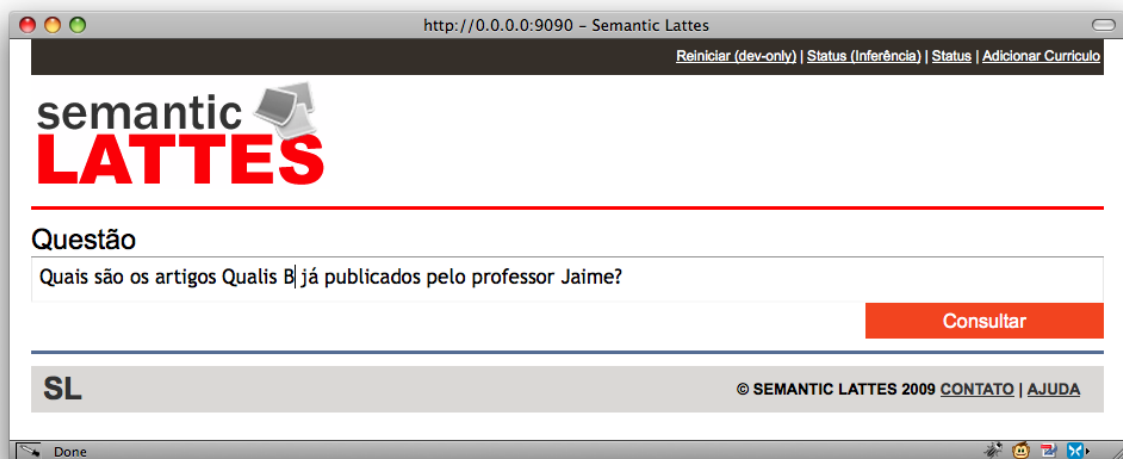 http://0.0.0.0:9090 – Semantic Lattes
Reiniciar (dev-only) | Status (Inferência) | Status | Adicionar Curriculo
semantic
LATTES
Questão
Quais são os artigos Qualis B já publicados pelo professor Jaime?
Consultar
SL © SEMANTIC LATTES 2009 CONTATO | AJUDA
Done